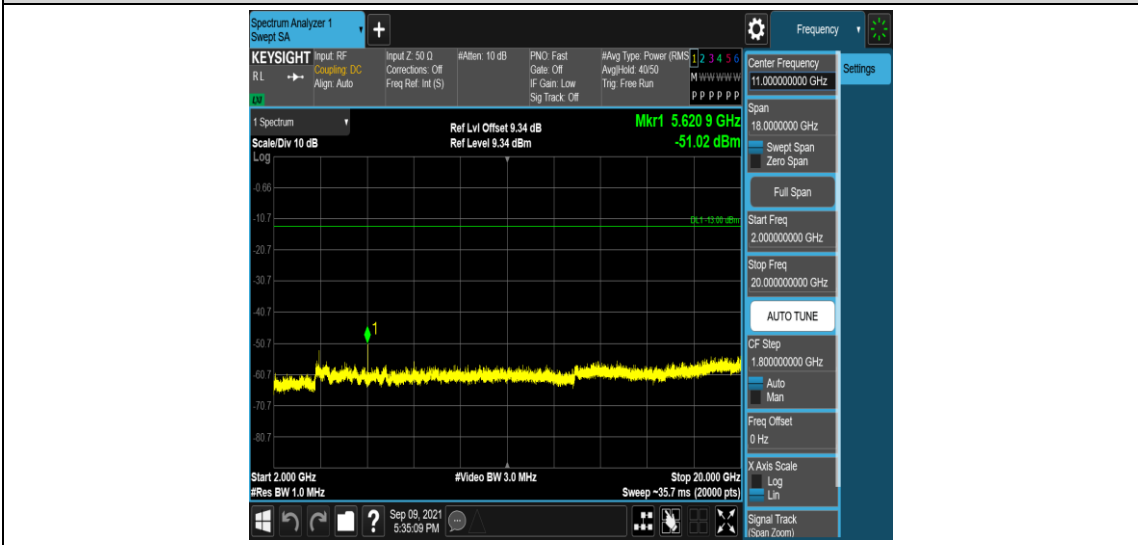 Spectrum Analyzer 1
Swept SA
+
Frequency
KEYSIGHT
RL
LXI
Input: RF
Coupling: DC
Align: Auto
Input Z: 50 Ω
Corrections: Off
Freq Ref: Int (S)
#Atten: 10 dB
PNO: Fast
Gate: Off
IF Gain: Low
Sig Track: Off
#Avg Type: Power (RMS
Avg|Hold: 40/50
Trig: Free Run
1 2 3 4 5 6
M W W W W W
P P P P P P
1 Spectrum
Scale/Div 10 dB
Log
Ref Lvl Offset 9.34 dB
Ref Level 9.34 dBm
Mkr1 5.620 9 GHz
-51.02 dBm
-0.66
-10.7
DL1 -13.00 dBm
-20.7
-30.7
-40.7
1
-50.7
-60.7
-70.7
-80.7
Start 2.000 GHz
#Res BW 1.0 MHz
#Video BW 3.0 MHz
Stop 20.000 GHz
Sweep ~35.7 ms (20000 pts)
Center Frequency
11.000000000 GHz
Settings
Span
18.0000000 GHz
Swept Span
Zero Span
Full Span
Start Freq
2.000000000 GHz
Stop Freq
20.000000000 GHz
AUTO TUNE
CF Step
1.800000000 GHz
Auto
Man
Freq Offset
0 Hz
X Axis Scale
Log
Lin
Signal Track
(Span Zoom)
?
Sep 09, 2021
5:35:09 PM